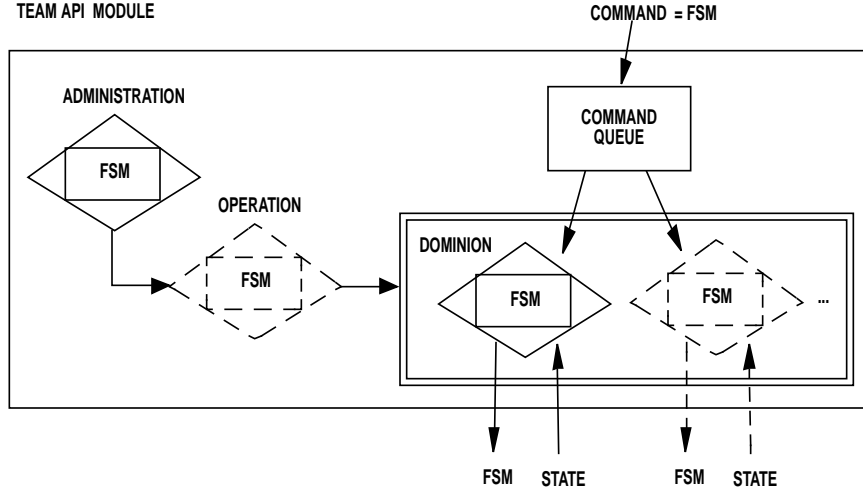 TEAM API MODULE
COMMAND = FSM
ADMINISTRATION
FSM
COMMAND
QUEUE
OPERATION
FSM
DOMINION
FSM
FSM
...
FSM
STATE
FSM
STATE